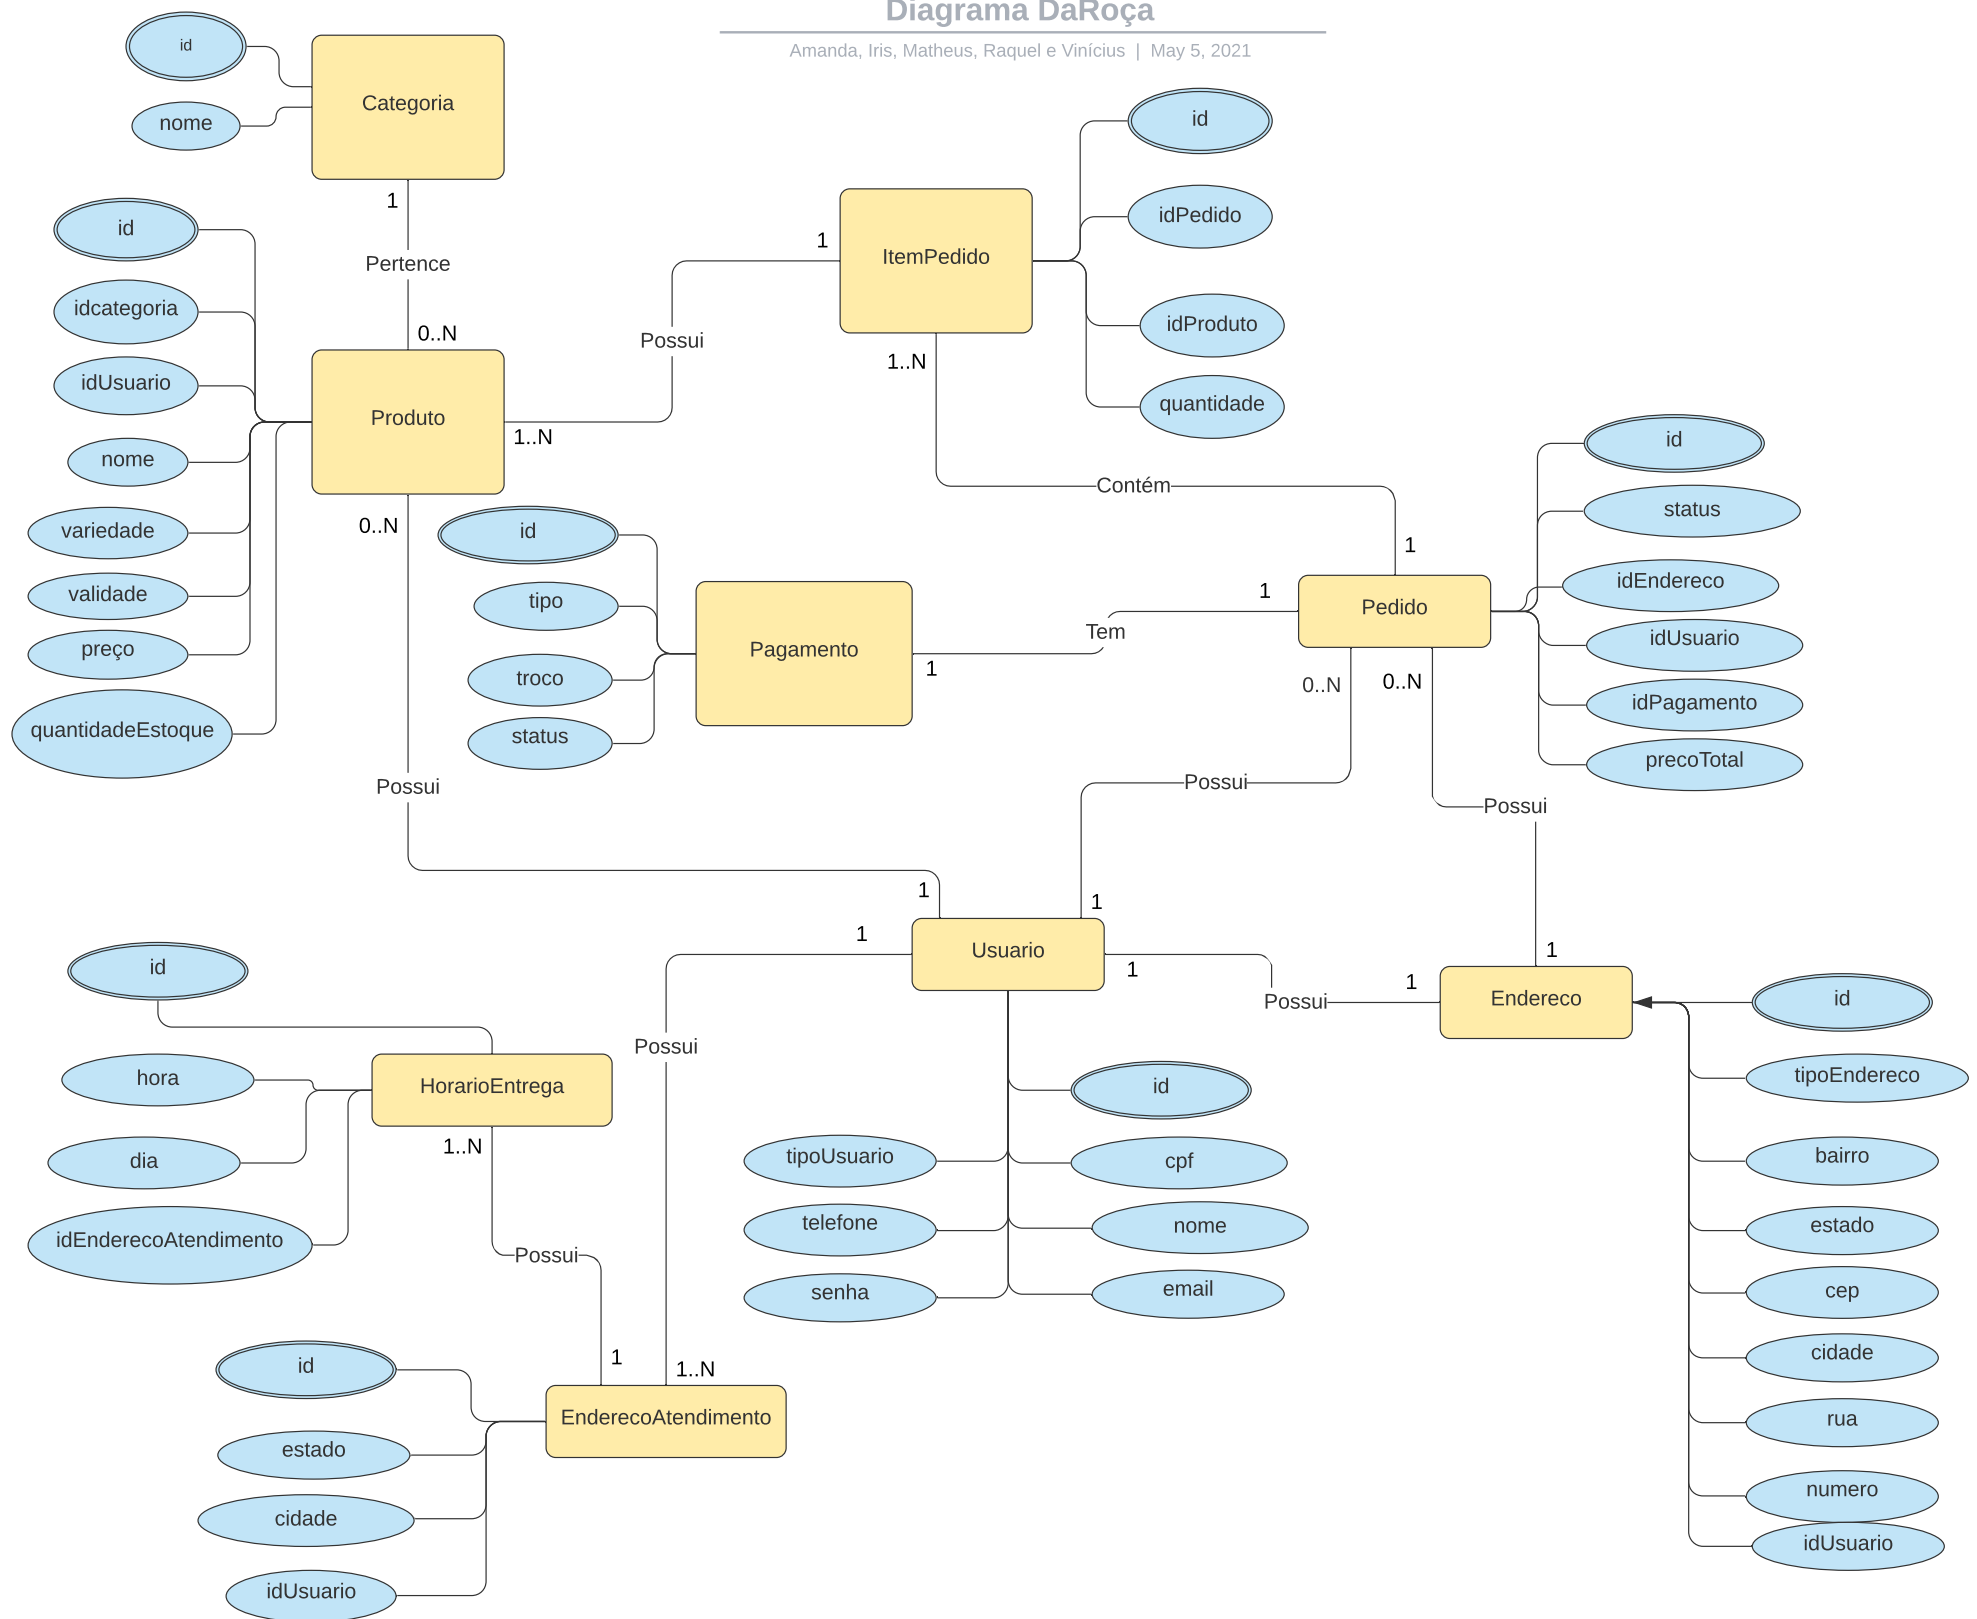 Diagrama DaRoça
Amanda, Iris, Matheus, Raquel e Vinícius | May 5, 2021
id
nome
Categoria
1
Pertence
0..N
id
idcategoria
idUsuario
nome
variedade
validade
preço
quantidadeEstoque
Produto
1..N
Possui
1
ItemPedido
id
idPedido
idProduto
quantidade
1..N
Contém
1
id
tipo
troco
status
Pagamento
1
Tem
1
Pedido
id
status
idEndereco
idUsuario
idPagamento
precoTotal
0..N
Possui
1
0..N
Possui
1
0..N
Possui
1
Usuario
1
Possui
1
Endereco
id
tipoEndereco
bairro
estado
cep
cidade
rua
numero
idUsuario
id
cpf
nome
email
tipoUsuario
telefone
senha
1
Possui
1..N
id
hora
dia
idEnderecoAtendimento
HorarioEntrega
1..N
Possui
1
EnderecoAtendimento
id
estado
cidade
idUsuario